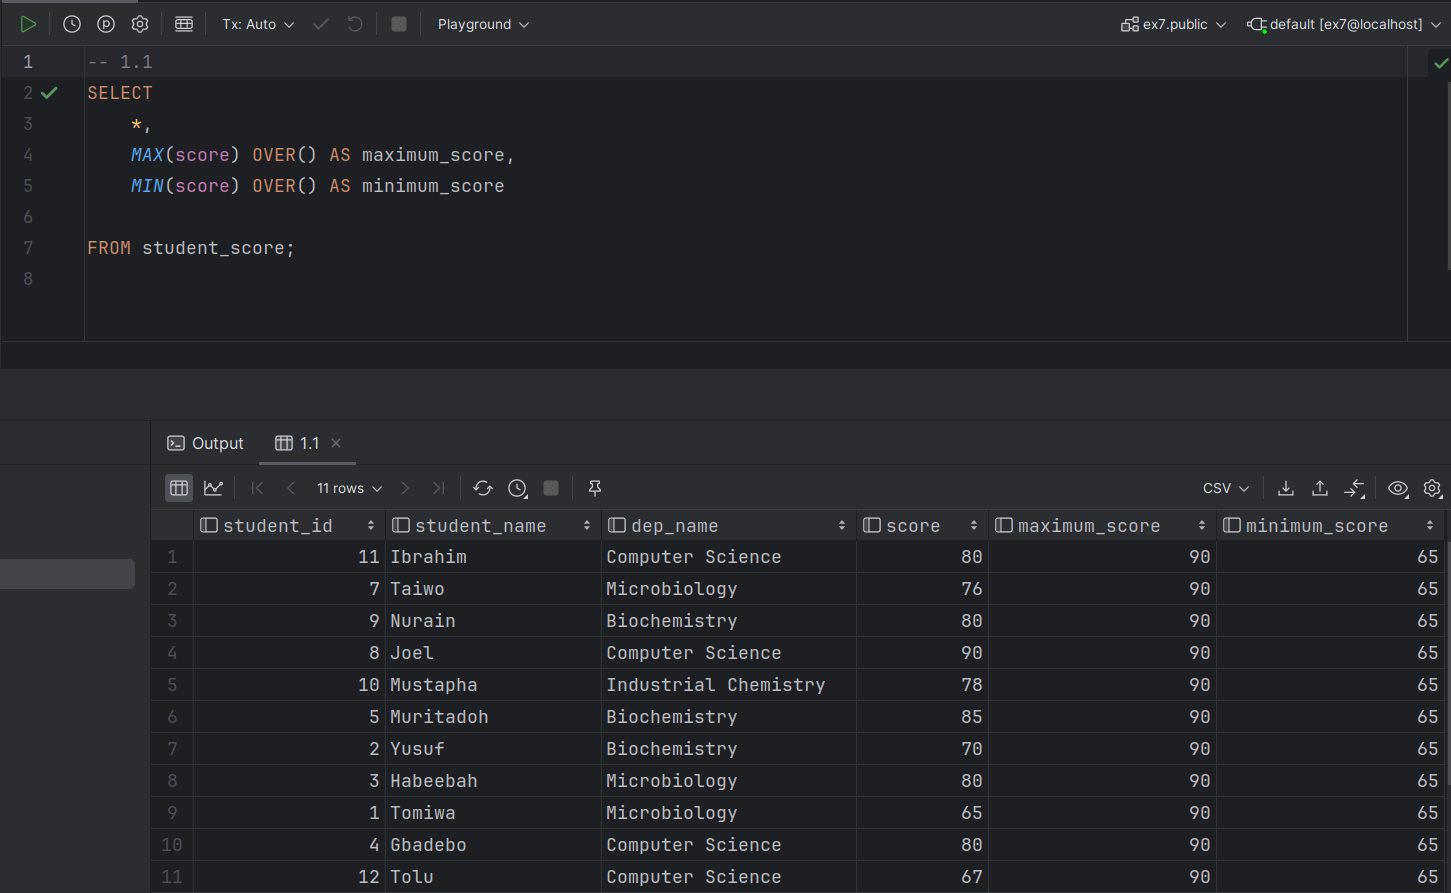 Tx: Auto Playground ex7.public default [ex7@localhost]
1 -- 1.1
2 SELECT
3 *,
4 MAX(score) OVER() AS maximum_score,
5 MIN(score) OVER() AS minimum_score
6
7 FROM student_score;
8
Output 1.1
11 rows CSV
student_id student_name dep_name score maximum_score minimum_score
1 11 Ibrahim Computer Science 80 90 65
2 7 Taiwo Microbiology 76 90 65
3 9 Nurain Biochemistry 80 90 65
4 8 Joel Computer Science 90 90 65
5 10 Mustapha Industrial Chemistry 78 90 65
6 5 Muritadoh Biochemistry 85 90 65
7 2 Yusuf Biochemistry 70 90 65
8 3 Habeebah Microbiology 80 90 65
9 1 Tomiwa Microbiology 65 90 65
10 4 Gbadebo Computer Science 80 90 65
11 12 Tolu Computer Science 67 90 65